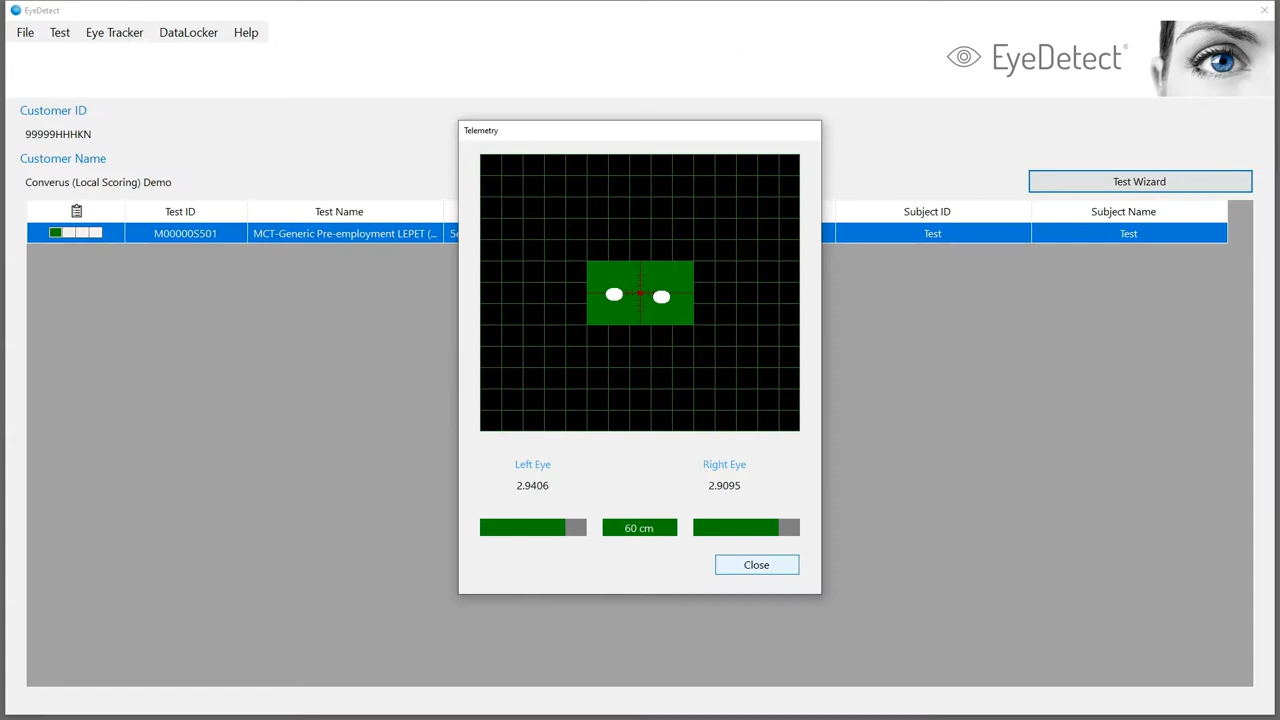 EyeDetect
File Test Eye Tracker DataLocker Help
EyeDetect®
Customer ID
99999HHHKN
Customer Name
Converus (Local Scoring) Demo
Test Wizard
Test ID Test Name Subject ID Subject Name
M00000S501 MCT-Generic Pre-employment LEPET (... Test Test
Telemetry
Left Eye Right Eye
2.9406 2.9095
60 cm
Close